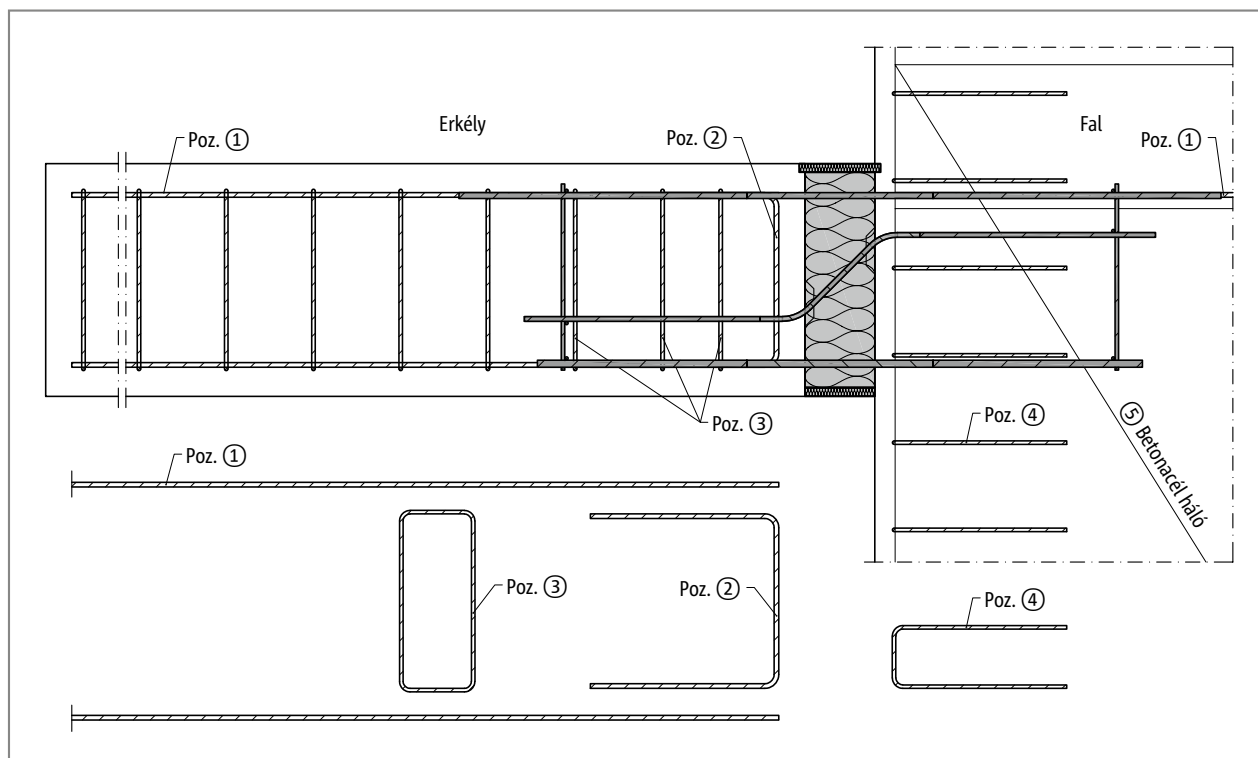 Erkély
Fal
Poz. ①
Poz. ②
Poz. ①
Poz. ③
Poz. ④
⑤ Betonacél háló
Poz. ①
Poz. ③
Poz. ②
Poz. ④